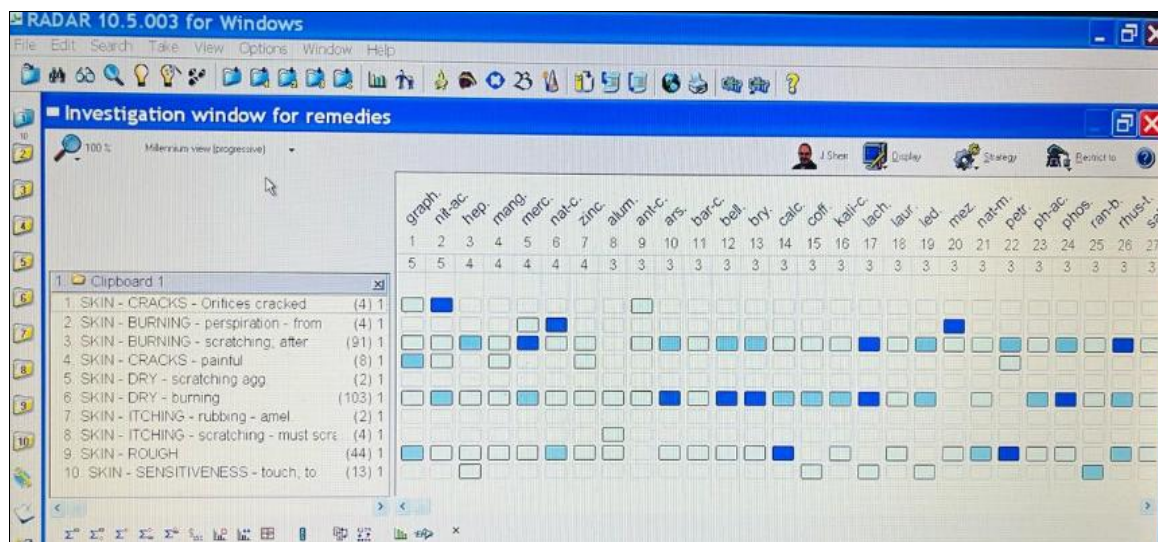 RADAR 10.5.003 for Windows
File Edit Search Take View Options Window Help
Investigation window for remedies
100 % Millennium view (progressive) J Shen Display Strategy Restrict to
graph. nit-ac. hep. mang. merc. nat-c. zinc. alum. ant-c. ars. bar-c. bell. bry. calc. coff. kali-c. lach. laur. led. mez. nat-m. petr. ph-ac. phos. ran-b. rhus-t.
1 2 3 4 5 6 7 8 9 10 11 12 13 14 15 16 17 18 19 20 21 22 23 24 25 26 27
5 5 4 4 4 4 4 3 3 3 3 3 3 3 3 3 3 3 3 3 3 3 3 3 3 3 3
1 Clipboard 1
1. SKIN - CRACKS - Orifices cracked (4) 1
2. SKIN - BURNING - perspiration - from (4) 1
3. SKIN - BURNING - scratching, after (91) 1
4. SKIN - CRACKS - painful (8) 1
5. SKIN - DRY - scratching agg (2) 1
6. SKIN - DRY - burning (103) 1
7. SKIN - ITCHING - rubbing - amel (2) 1
8. SKIN - ITCHING - scratching - must scra (4) 1
9. SKIN - ROUGH (44) 1
10. SKIN - SENSITIVENESS - touch, to (13) 1